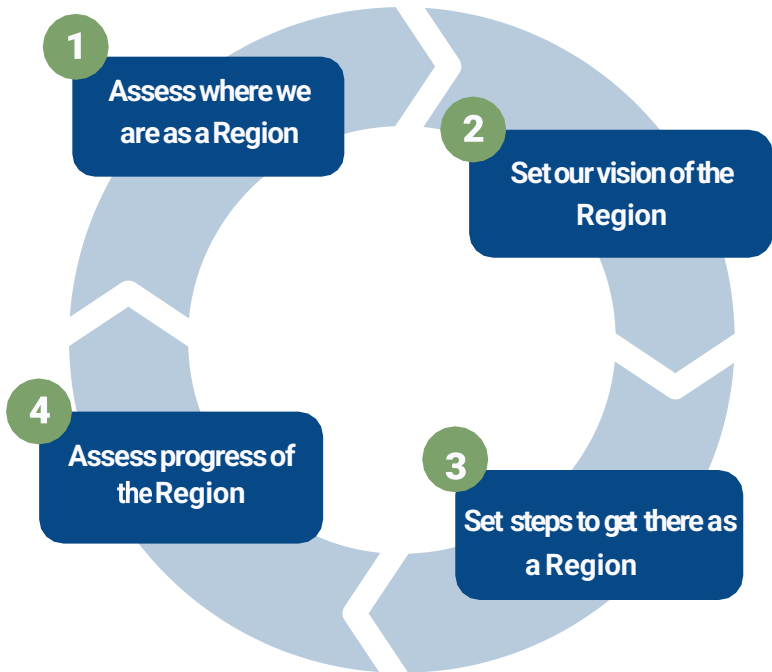 1
Assess where we
are as a Region
2
Set our vision of the
Region
3
Set steps to get there as
a Region
4
Assess progress of
the Region